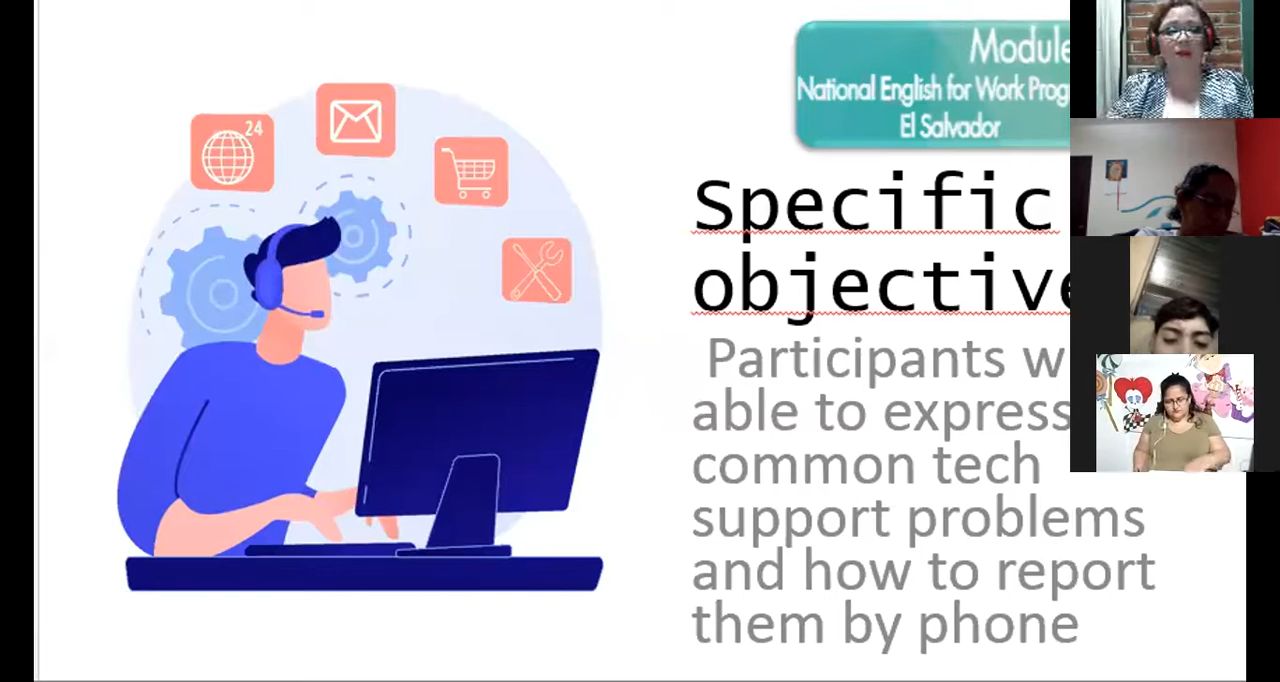 Module
National English for Work Prog
El Salvador
24
Specific
objective
Participants w
able to express
common tech
support problems
and how to report
them by phone